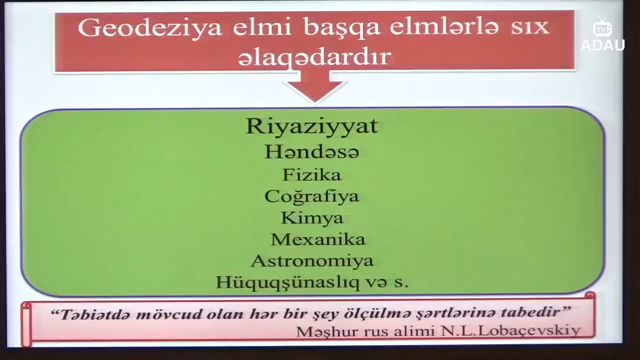 Geodeziya elmi başqa elmlərlə sıx
əlaqədardır
TV
ADAU
Riyaziyyat
Həndəsə
Fizika
Coğrafiya
Kimya
Mexanika
Astronomiya
Hüquqşünaslıq və s.
“Təbiətdə mövcud olan hər bir şey ölçülmə şərtlərinə tabedir”
Məşhur rus alimi N.L.Lobaçevskiy